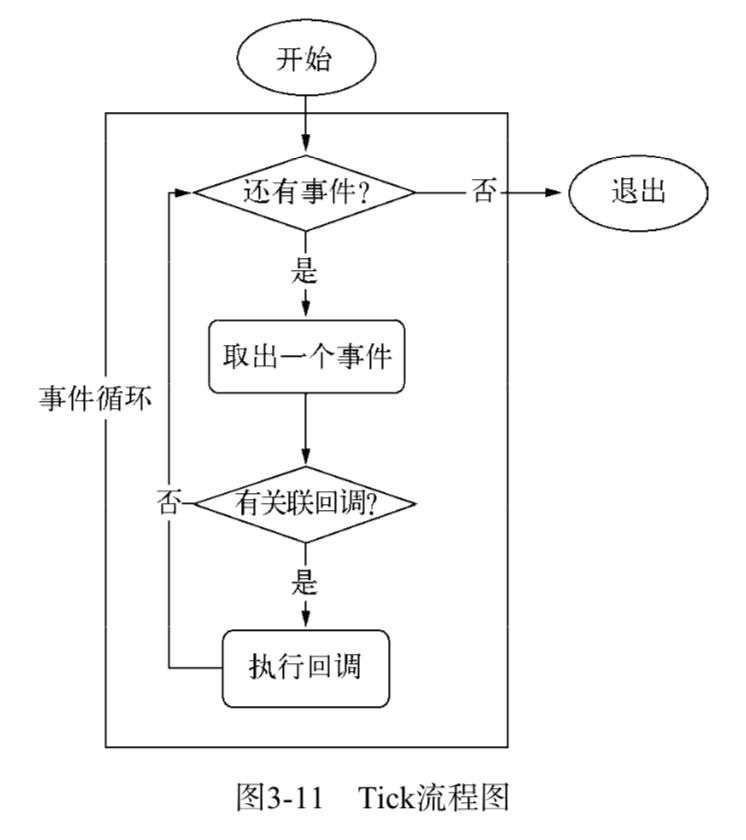 开始
还有事件?
否
退出
是
取出一个事件
事件循环
有关联回调?
否
是
执行回调
图3-11 Tick流程图